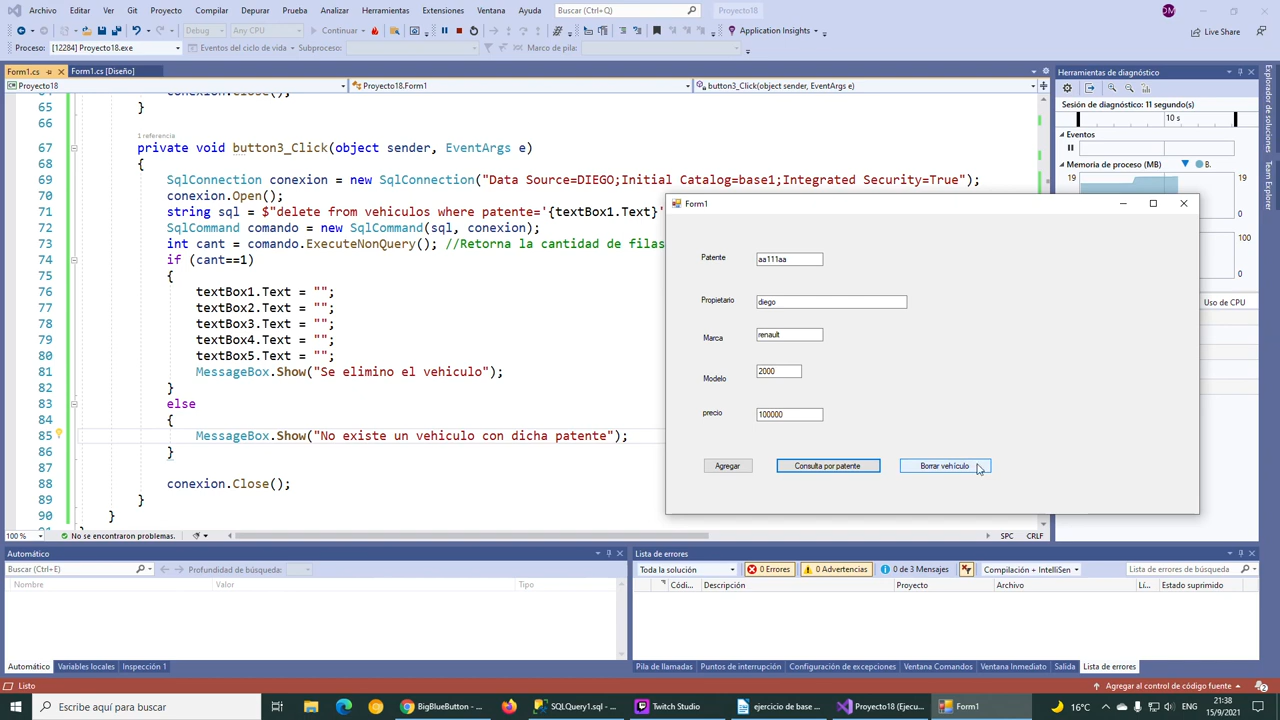 Archivo Editar Ver Git Proyecto Compilar Depurar Prueba Analizar Herramientas Extensiones Ventana Ayuda Buscar (Ctrl+Q) Proyecto18 DM
Debug Any CPU Continuar Application Insights Live Share
Proceso: [12284] Proyecto18.exe Eventos del ciclo de vida Subproceso: Marco de pila:
Form1.cs Form1.cs [Diseño]
Proyecto18 Proyecto18.Form1 button3_Click(object sender, EventArgs e)
conexion.Close();
65 }
66
1 referencia
67 private void button3_Click(object sender, EventArgs e)
68 {
69 SqlConnection conexion = new SqlConnection("Data Source=DIEGO;Initial Catalog=base1;Integrated Security=True");
70 conexion.Open();
71 string sql = $"delete from vehiculos where patente='{textBox1.Text}'
72 SqlCommand comando = new SqlCommand(sql, conexion);
73 int cant = comando.ExecuteNonQuery(); //Retorna la cantidad de filas
74 if (cant==1)
75 {
76 textBox1.Text = "";
77 textBox2.Text = "";
78 textBox3.Text = "";
79 textBox4.Text = "";
80 textBox5.Text = "";
81 MessageBox.Show("Se elimino el vehiculo");
82 }
83 else
84 {
85 MessageBox.Show("No existe un vehiculo con dicha patente");
86 }
87
88 conexion.Close();
89 }
90 }
100 % No se encontraron problemas. SPC CRLF
Form1
Patente aa111aa
Propietario diego
Marca renault
Modelo 2000
precio 100000
Agregar Consulta por patente Borrar vehículo
Herramientas de diagnóstico
Sesión de diagnóstico: 11 segundo(s)
10 s
Eventos
Memoria de proceso (MB) B.
19 19
0
100
0
Uso de CPU
Explorador de soluciones
Team Explorer
Automático
Buscar (Ctrl+E) Profundidad de búsqueda:
Nombre Valor Tipo
Automático Variables locales Inspección 1
Lista de errores
Toda la solución 0 Errores 0 Advertencias 0 de 3 Mensajes Compilación + IntelliSen Lista de errores de búsqueda
Códi... Descripción Proyecto Archivo Lí... Estado suprimido
Pila de llamadas Puntos de interrupción Configuración de excepciones Ventana Comandos Ventana Inmediato Salida Lista de errores
Listo Agregar al control de código fuente 2
Escribe aquí para buscar BigBlueButton - SQLQuery1.sql - ... Twitch Studio ejercicio de base ... Proyecto18 (Ejecu... Form1 16°C 21:38
15/9/2021